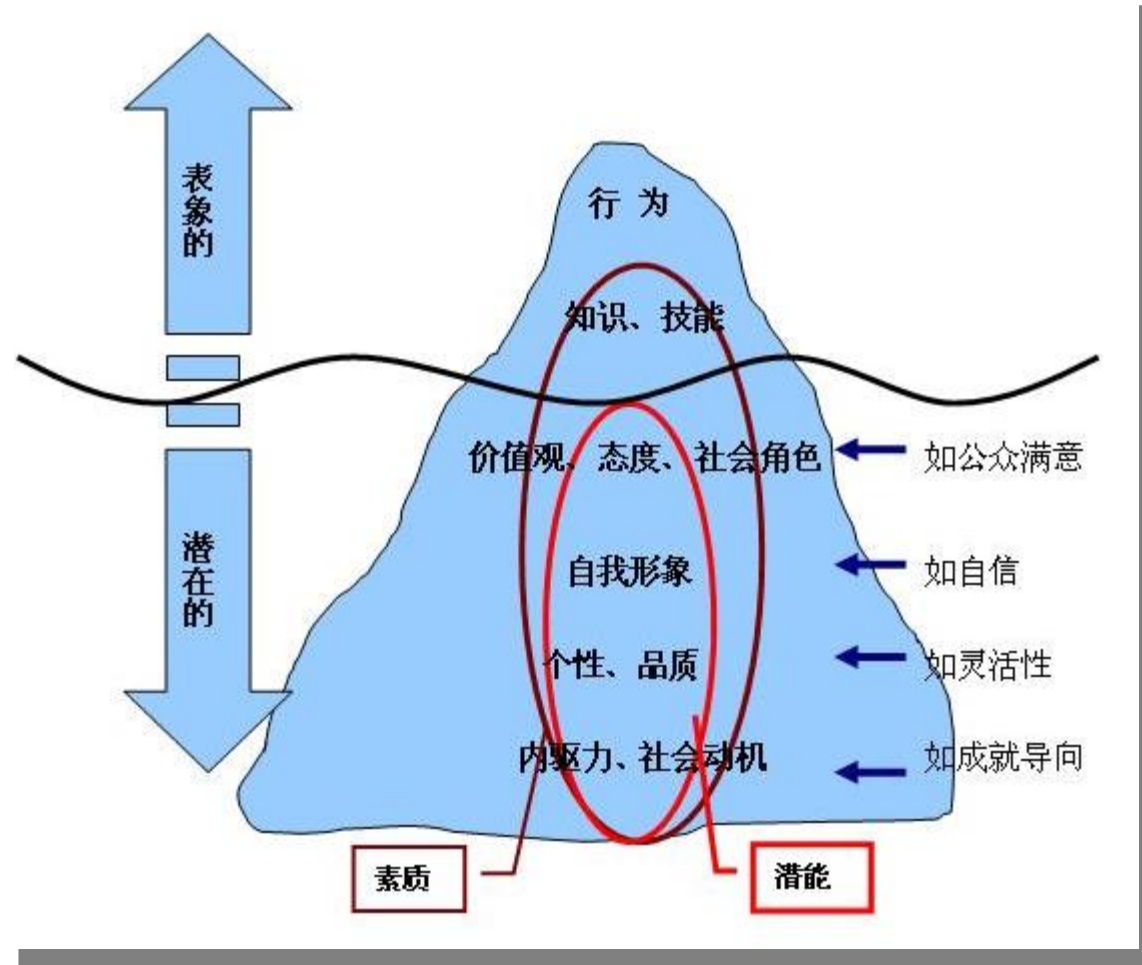 表象的
行 为
知识、技能
价值观、态度、社会角色
如公众满意
潜在的
自我形象
如自信
个性、品质
如灵活性
内驱力、社会动机
如成就导向
素质
潜能